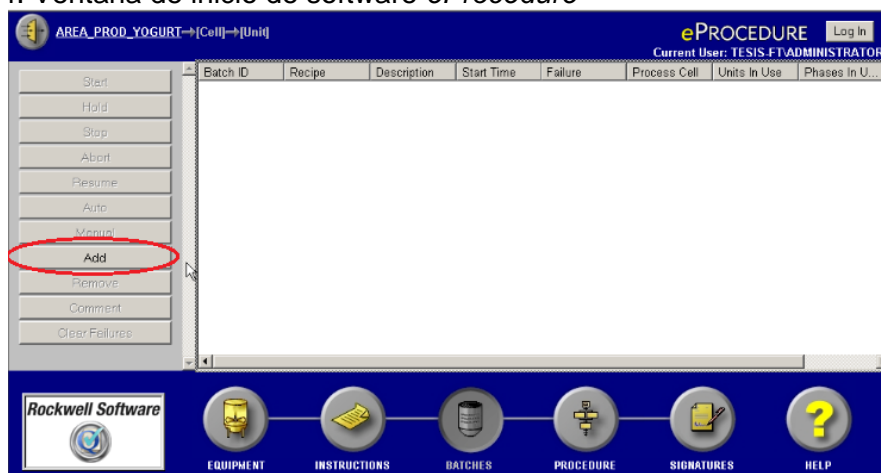 Ventana de inicio de software eProcedure
AREA_PROD_YOGURT→[Cell]→[Unit]
ePROCEDURE
Log In
Current User: TESIS-FT\ADMINISTRATOR
Start
Hold
Stop
Abort
Resume
Auto
Manual
Add
Remove
Comment
Clear Failures
Batch ID Recipe Description Start Time Failure Process Cell Units In Use Phases In U...
Rockwell Software
EQUIPMENT INSTRUCTIONS BATCHES PROCEDURE SIGNATURES HELP
?